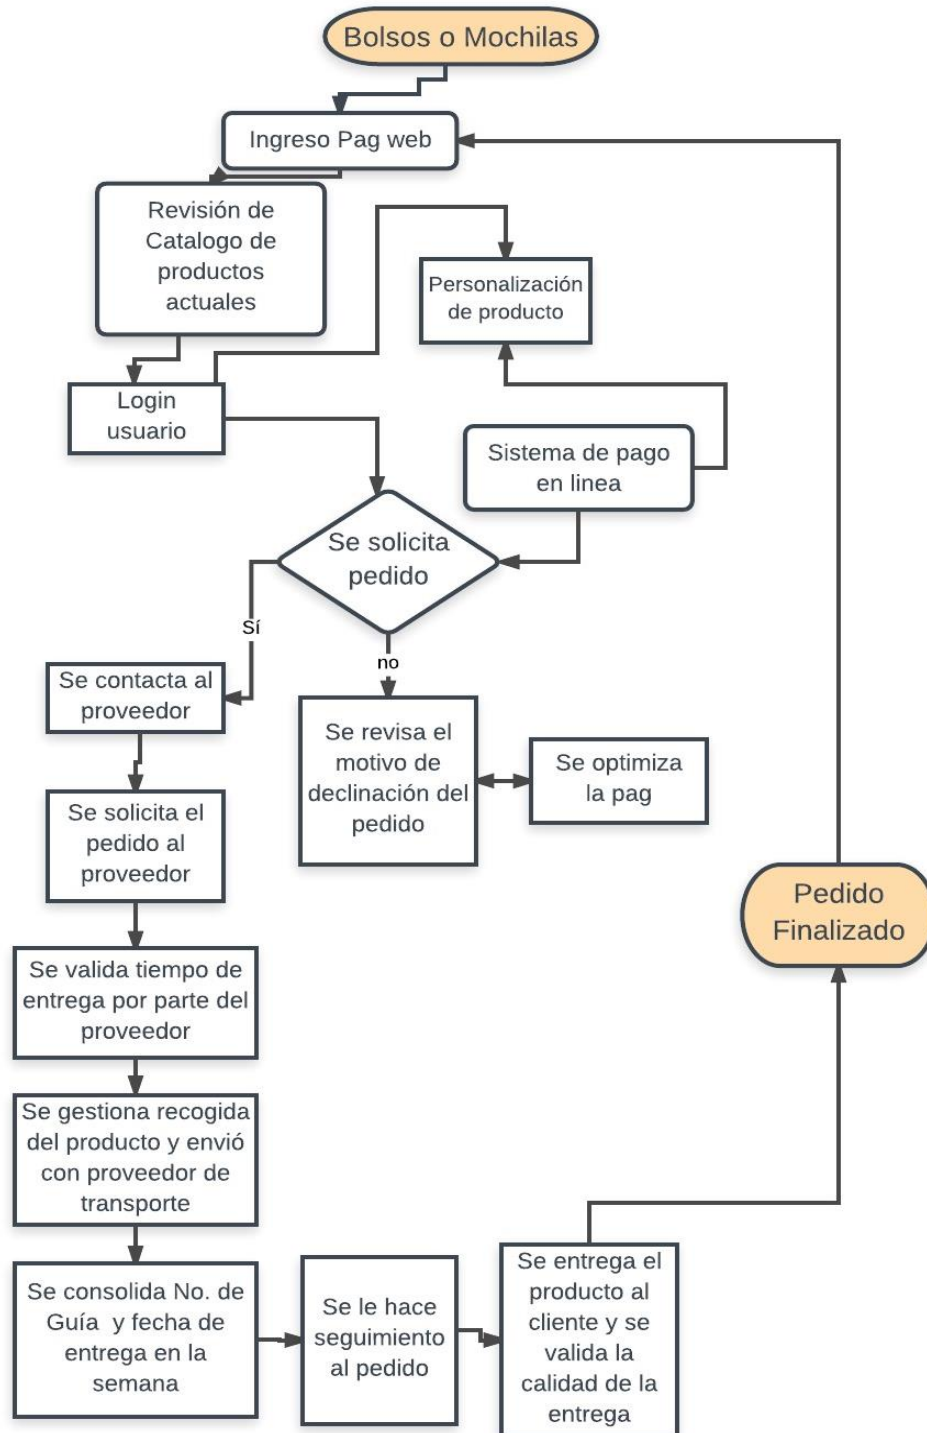 Bolsos o Mochilas
Ingreso Pag web
Revisión de
Catalogo de
productos
actuales
Personalización
de producto
Login
usuario
Sistema de pago
en linea
Se solicita
pedido
Sí
no
Se contacta al
proveedor
Se revisa el
motivo de
declinación del
pedido
Se optimiza
la pag
Se solicita el
pedido al
proveedor
Pedido
Finalizado
Se valida tiempo de
entrega por parte del
proveedor
Se gestiona recogida
del producto y envió
con proveedor de
transporte
Se consolida No. de
Guía y fecha de
entrega en la
semana
Se le hace
seguimiento
al pedido
Se entrega el
producto al
cliente y se
valida la
calidad de la
entrega